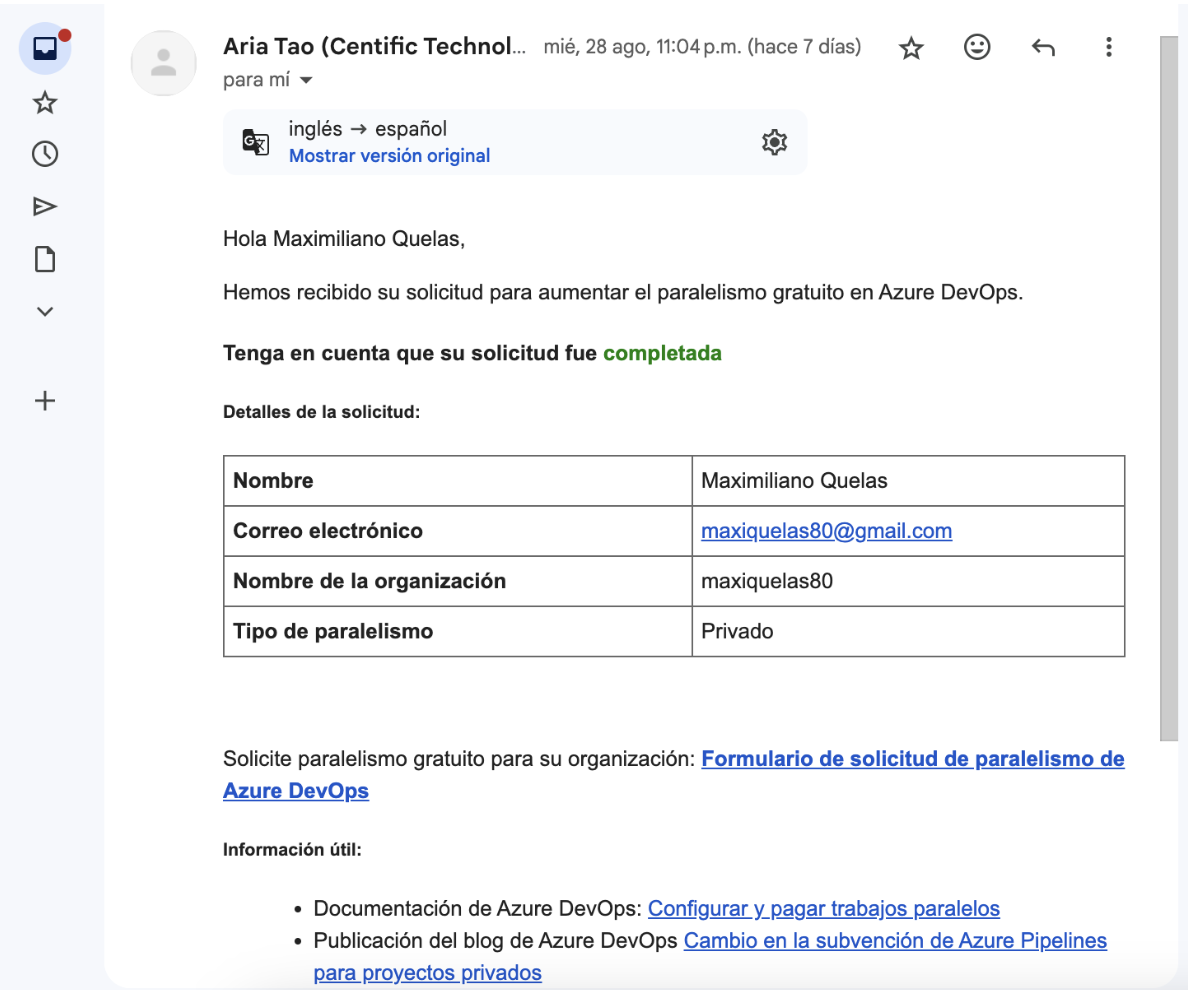 Aria Tao (Centific Technol... mié, 28 ago, 11:04 p.m. (hace 7 días)
para mí
inglés → español
Mostrar versión original
Hola Maximiliano Quelas,
Hemos recibido su solicitud para aumentar el paralelismo gratuito en Azure DevOps.
Tenga en cuenta que su solicitud fue completada
Detalles de la solicitud:
Nombre Maximiliano Quelas
Correo electrónico maxiquelas80@gmail.com
Nombre de la organización maxiquelas80
Tipo de paralelismo Privado
Solicite paralelismo gratuito para su organización: Formulario de solicitud de paralelismo de
Azure DevOps
Información útil:
• Documentación de Azure DevOps: Configurar y pagar trabajos paralelos
• Publicación del blog de Azure DevOps Cambio en la subvención de Azure Pipelines
para proyectos privados